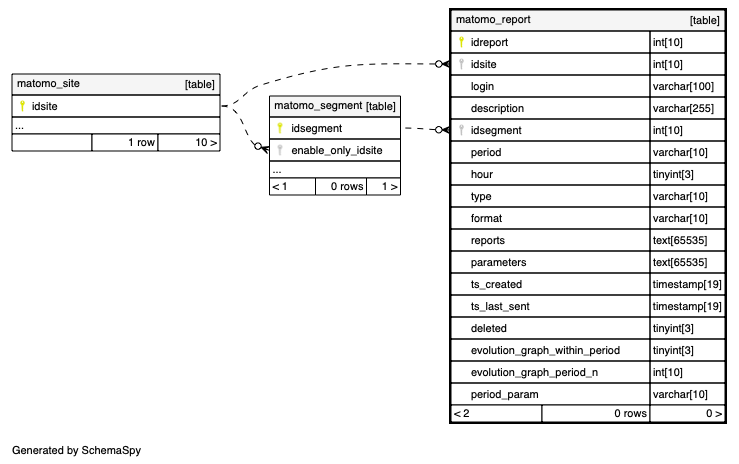 matomo_site [table]
idsite
...
1 row 10 >
matomo_segment [table]
idsegment
enable_only_idsite
...
< 1 0 rows 1 >
matomo_report [table]
idreport int[10]
idsite int[10]
login varchar[100]
description varchar[255]
idsegment int[10]
period varchar[10]
hour tinyint[3]
type varchar[10]
format varchar[10]
reports text[65535]
parameters text[65535]
ts_created timestamp[19]
ts_last_sent timestamp[19]
deleted tinyint[3]
evolution_graph_within_period tinyint[3]
evolution_graph_period_n int[10]
period_param varchar[10]
< 2 0 rows 0 >
Generated by SchemaSpy